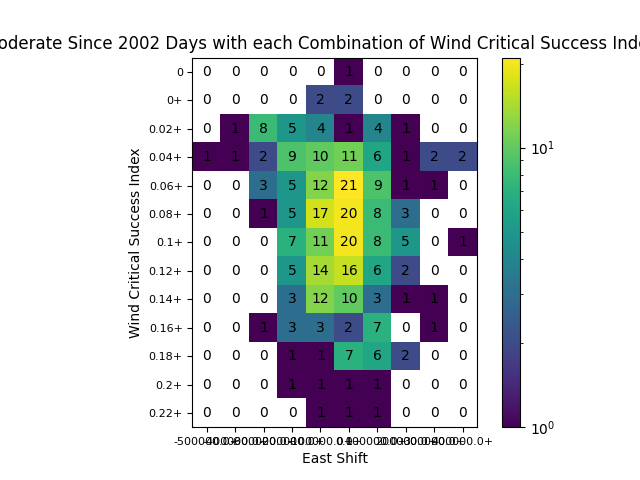 oderate Since 2002 Days with each Combination of Wind Critical Success Inde
0 0 0 0 0 0 1 0 0 0 0
0+ 0 0 0 0 2 2 0 0 0 0
0.02+ 0 1 8 5 4 1 4 1 0 0
0.04+ 1 1 2 9 10 11 6 1 2 2
0.06+ 0 0 3 5 12 21 9 1 1 0
0.08+ 0 0 1 5 17 20 8 3 0 0
0.1+ 0 0 0 7 11 20 8 5 0 1
0.12+ 0 0 0 5 14 16 6 2 0 0
0.14+ 0 0 0 3 12 10 3 1 1 0
0.16+ 0 0 1 3 3 2 7 0 1 0
0.18+ 0 0 0 1 1 7 6 2 0 0
0.2+ 0 0 0 1 1 1 1 0 0 0
0.22+ 0 0 0 0 1 1 1 0 0 0
Wind Critical Success Index
East Shift
10¹
10⁰